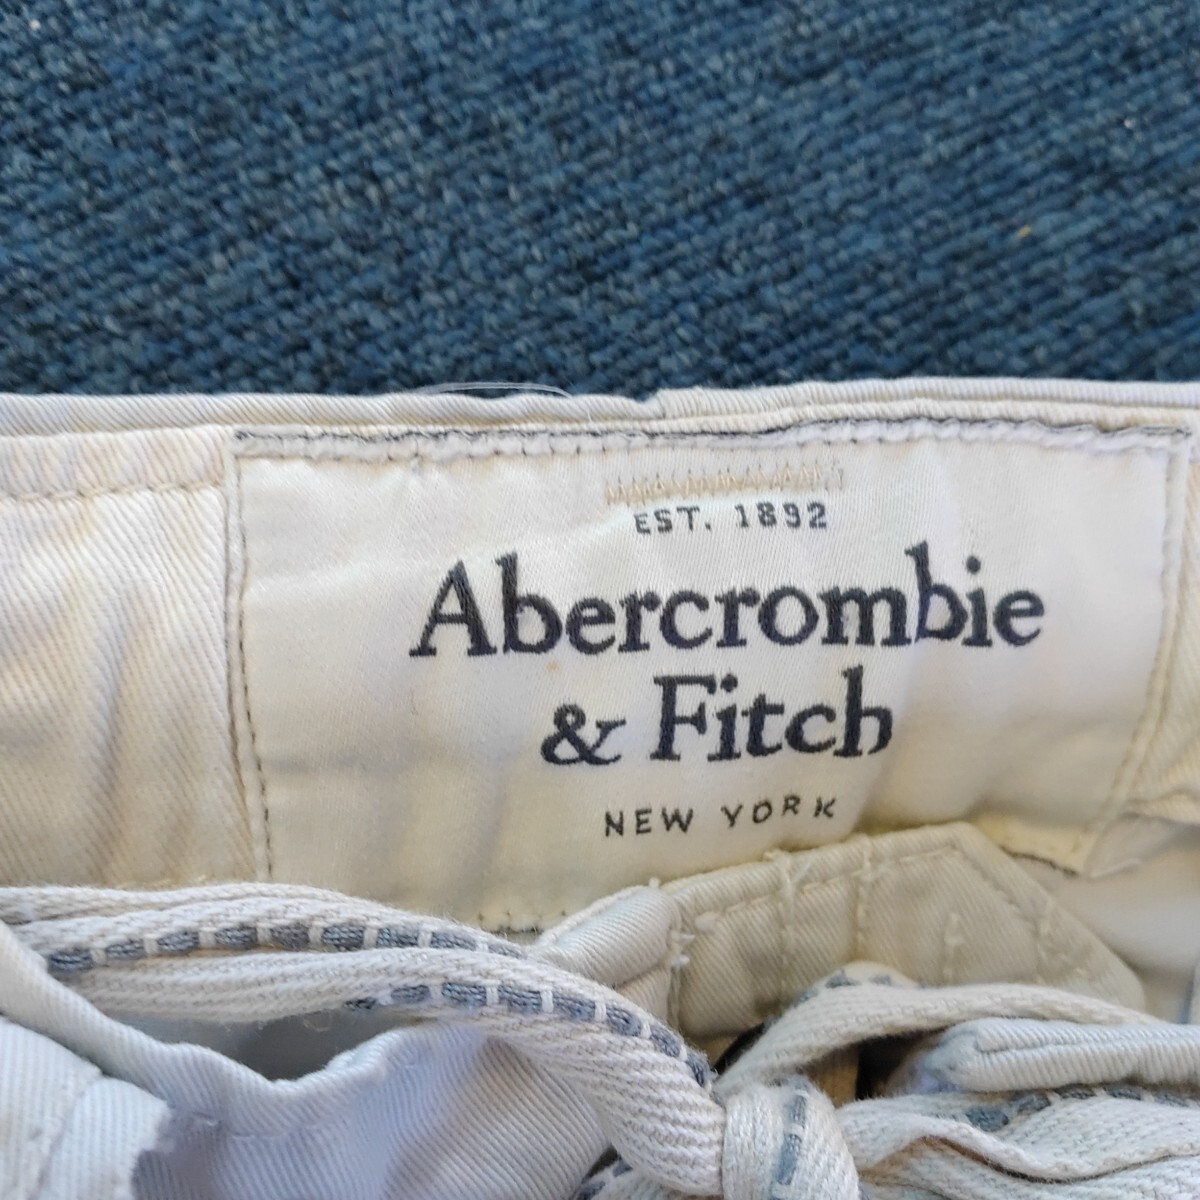 EST. 1892
Abercrombie
& Fitch
NEW YORK